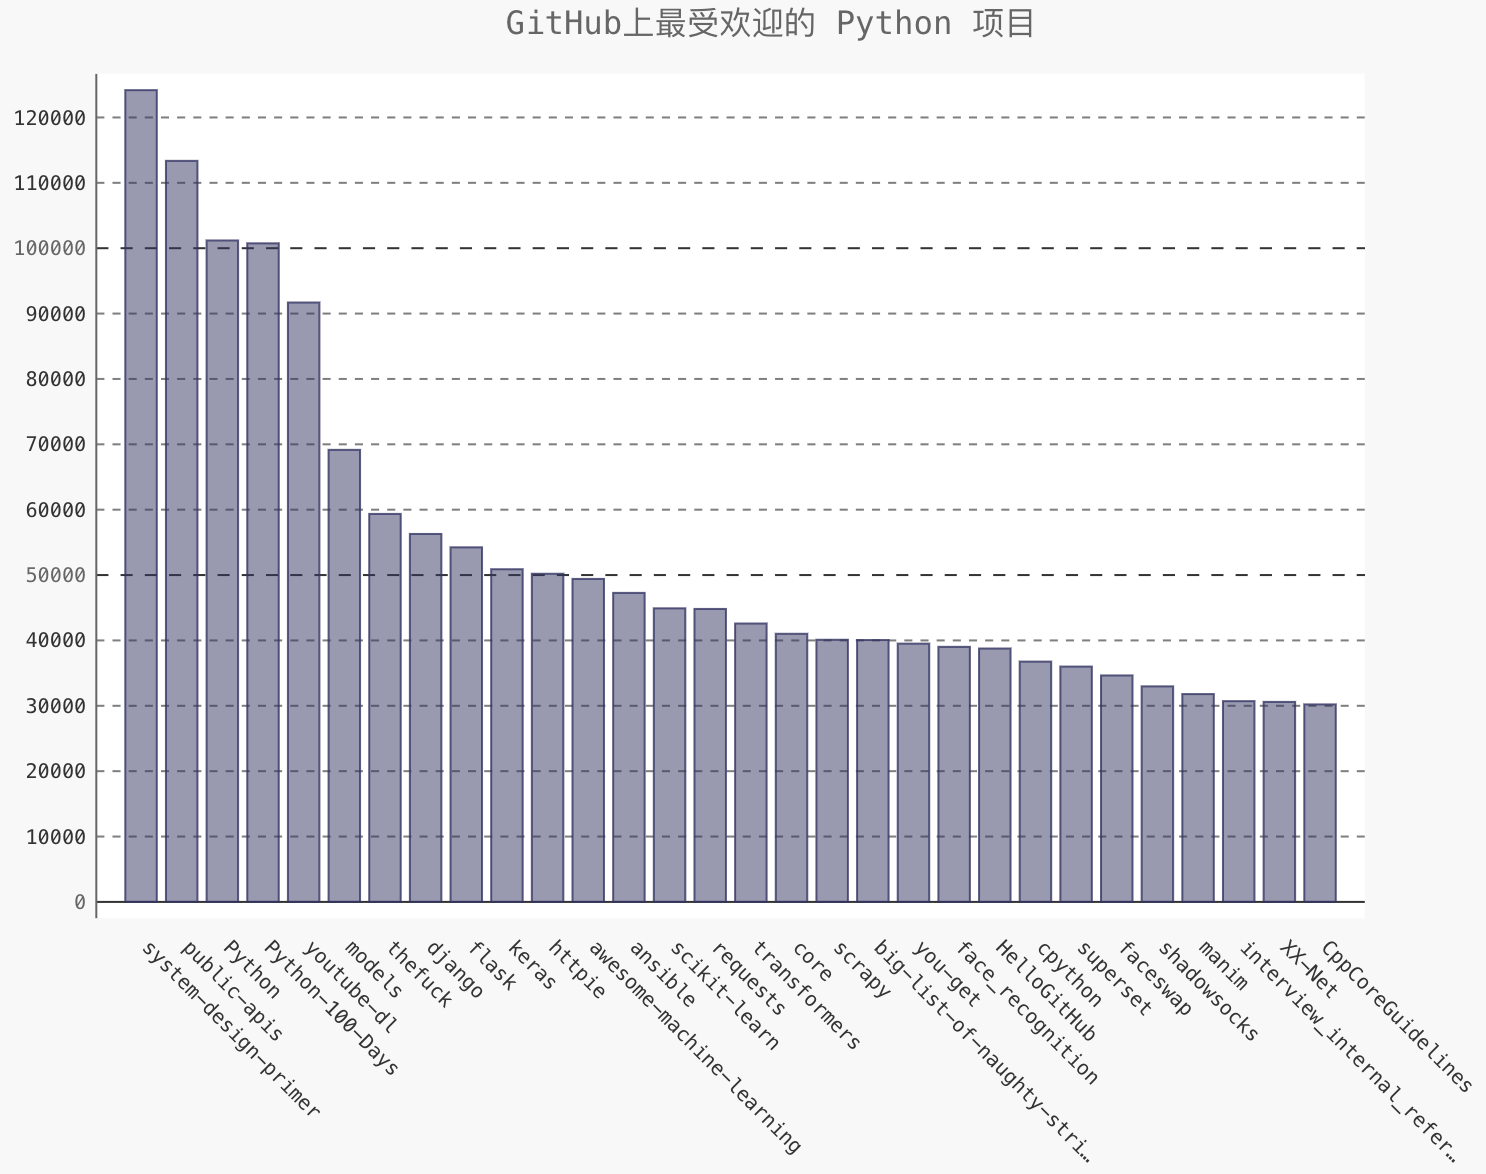 GitHub上最受欢迎的 Python 项目
120000
110000
100000
90000
80000
70000
60000
50000
40000
30000
20000
10000
0
system-design-primer
public-apis
Python
Python-100-Days
youtube-dl
models
thefuck
django
flask
keras
httpie
awesome-machine-learning
ansible
scikit-learn
requests
transformers
core
scrapy
big-list-of-naughty-stri…
you-get
face_recognition
HelloGitHub
cpython
superset
faceswap
shadowsocks
manim
interview_internal_refer…
XX-Net
CppCoreGuidelines